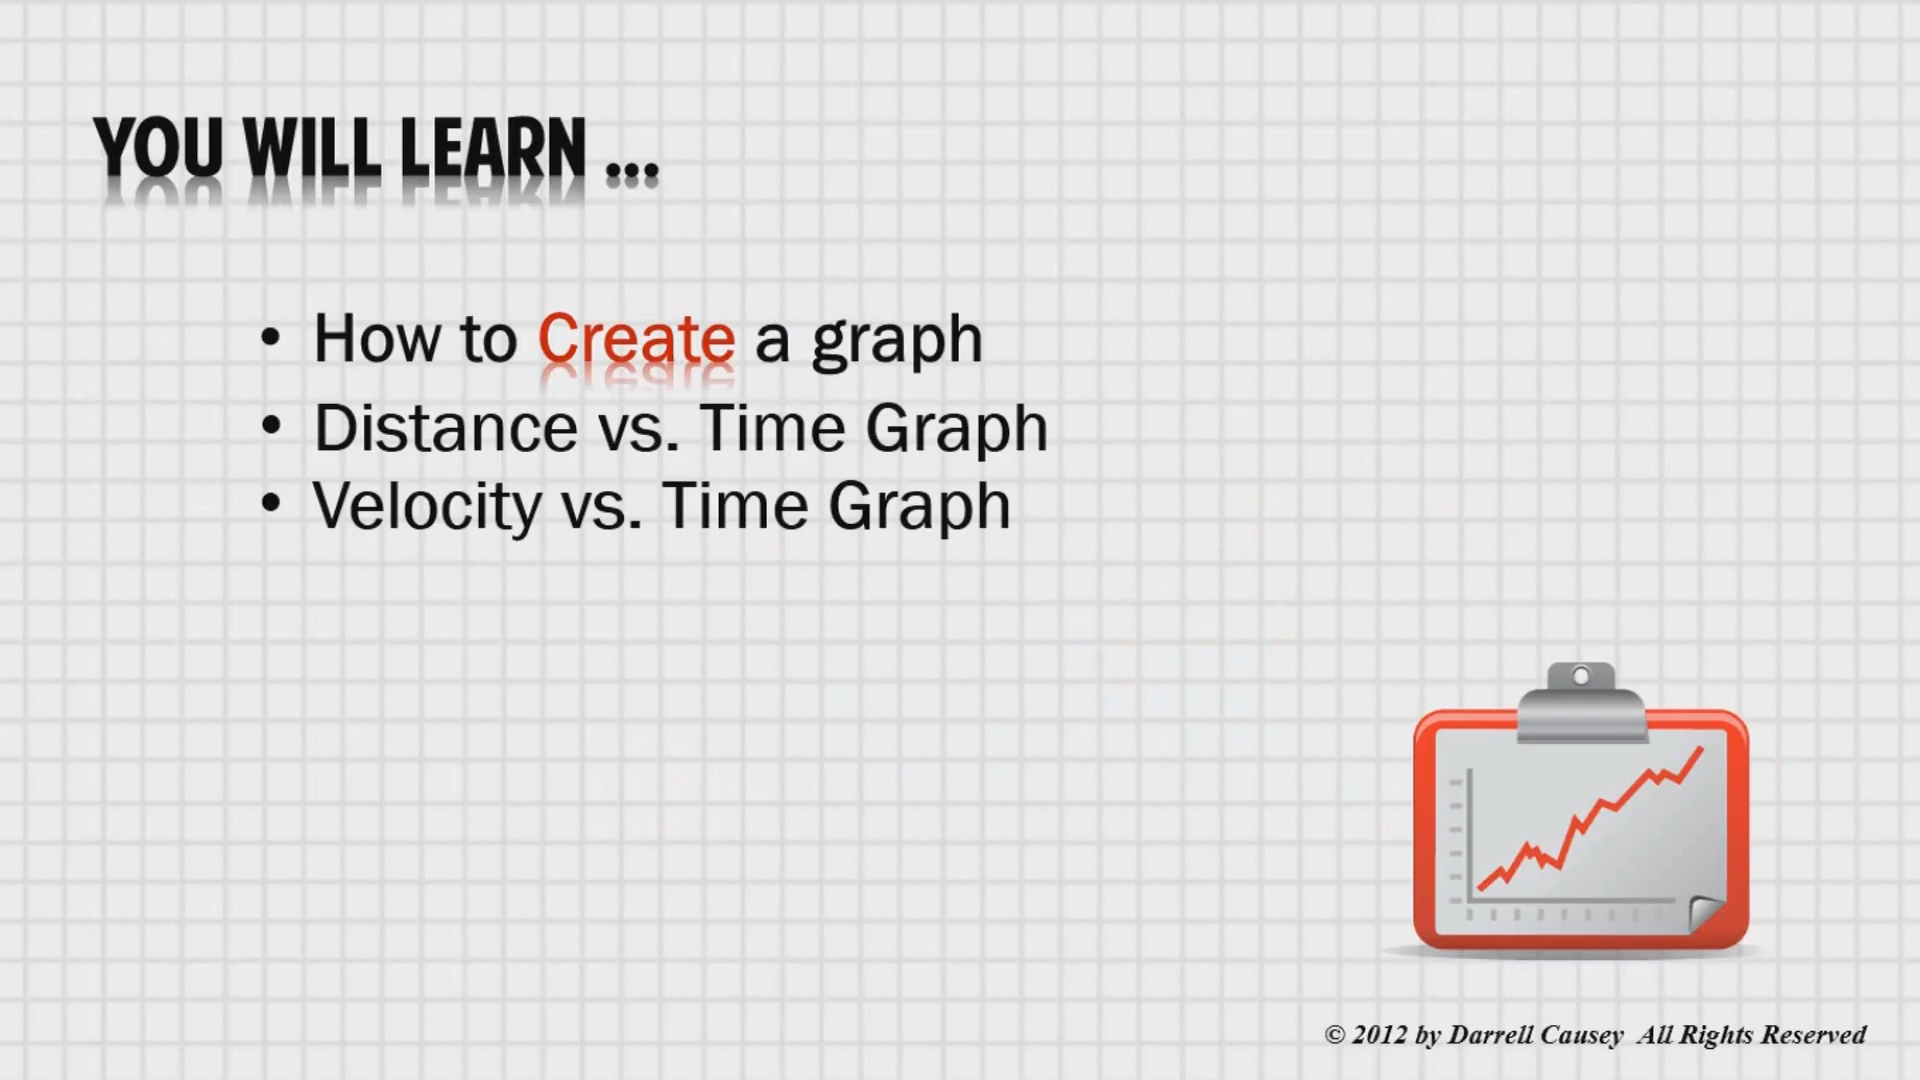 YOU WILL LEARN ...
• How to Create a graph
• Distance vs. Time Graph
• Velocity vs. Time Graph
© 2012 by Darrell Causey All Rights Reserved